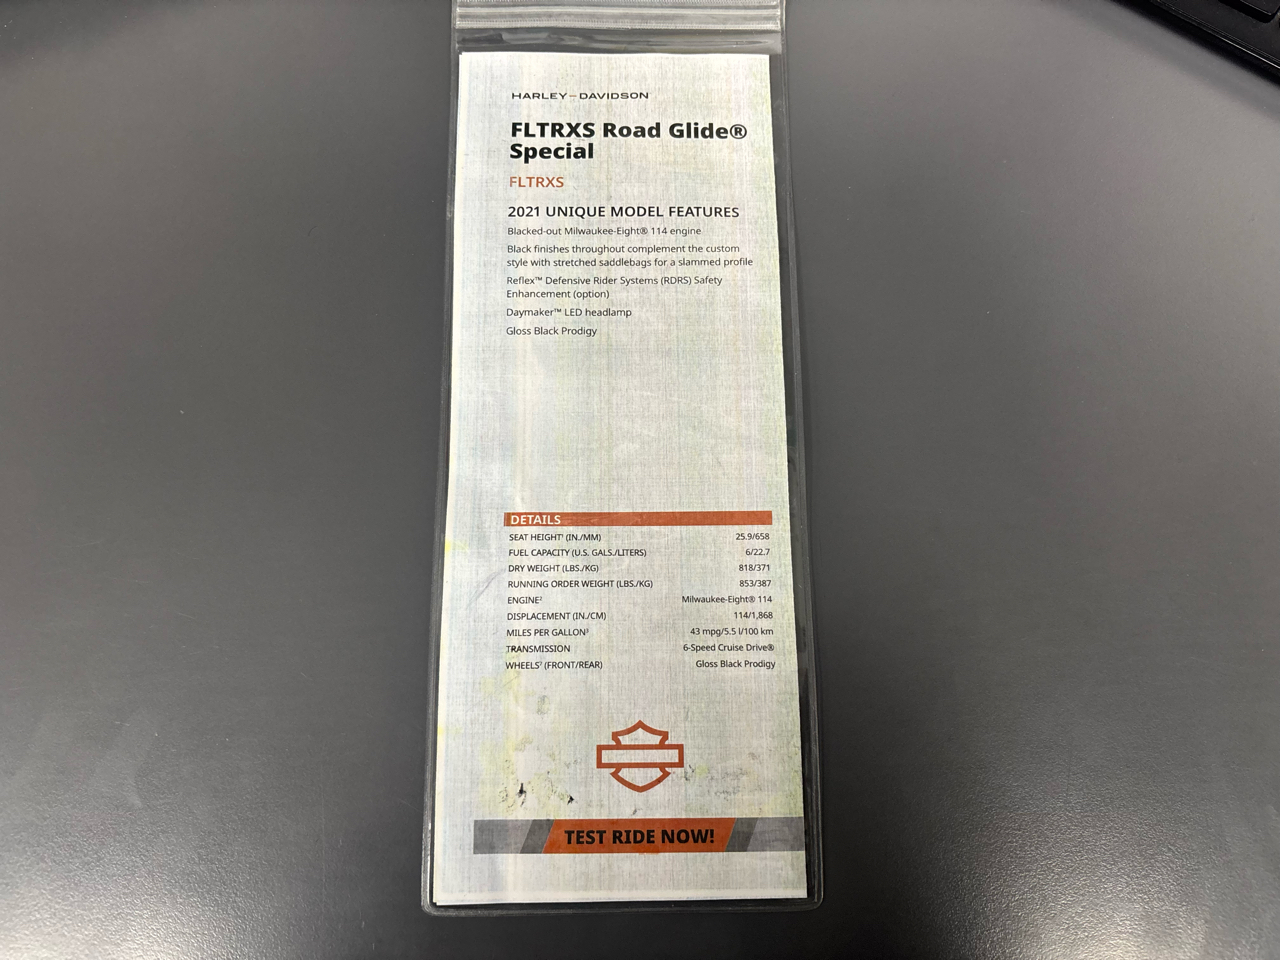 HARLEY-DAVIDSON
FLTRXS Road Glide®
Special
FLTRXS
2021 UNIQUE MODEL FEATURES
Blacked-out Milwaukee-Eight® 114 engine
Black finishes throughout complement the custom
style with stretched saddlebags for a slammed profile
Reflex™ Defensive Rider Systems (RDRS) Safety
Enhancement (option)
Daymaker™ LED headlamp
Gloss Black Prodigy
DETAILS
SEAT HEIGHT¹ (IN./MM) 25.9/658
FUEL CAPACITY (U.S. GALS./LITERS) 6/22.7
DRY WEIGHT (LBS./KG) 818/371
RUNNING ORDER WEIGHT (LBS./KG) 853/387
ENGINE² Milwaukee-Eight® 114
DISPLACEMENT (IN./CM) 114/1,868
MILES PER GALLON³ 43 mpg/5.5 l/100 km
TRANSMISSION 6-Speed Cruise Drive®
WHEELS⁷ (FRONT/REAR) Gloss Black Prodigy
TEST RIDE NOW!